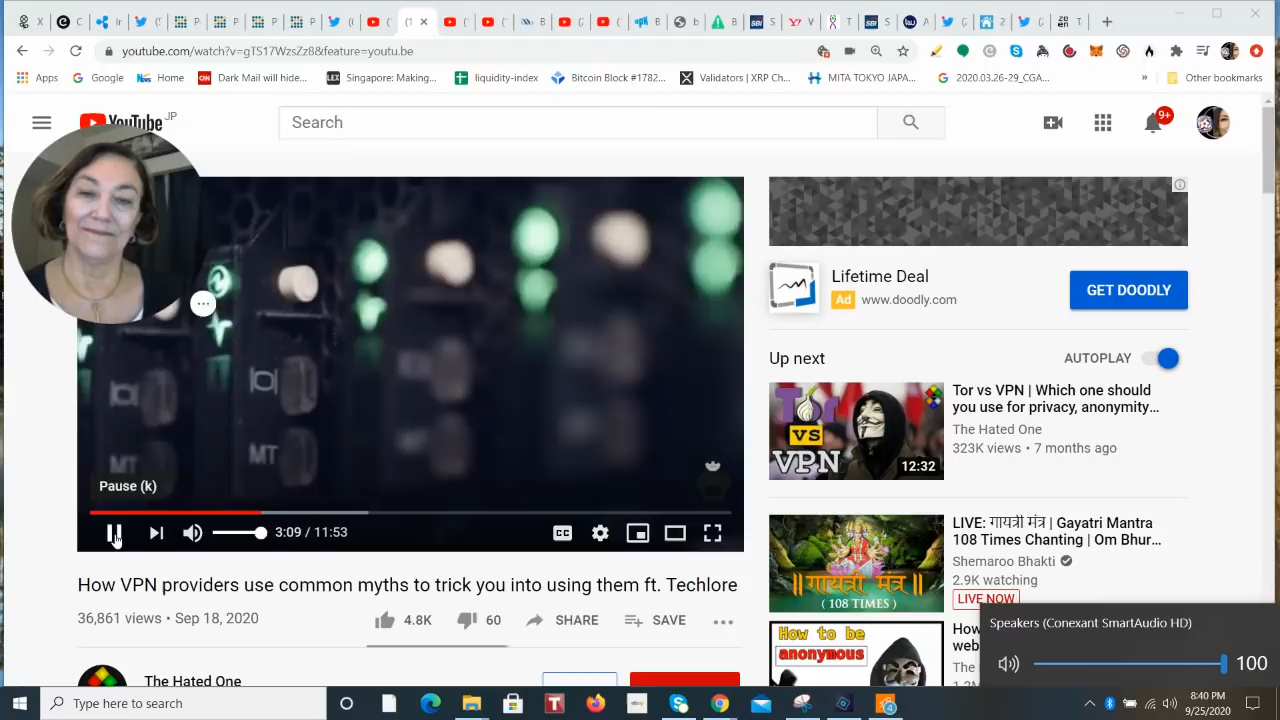 youtube.com/watch?v=gTS17WzsZz8&feature=youtu.be
Apps
Google
Home
Dark Mail will hide...
Singapore: Making...
liquidity-index
Bitcoin Block #1782...
Validators | XRP Ch...
MITA TOKYO JAPA...
2020.03.26-29_CGA...
»
Other bookmarks
YouTube JP
Search
9+
Lifetime Deal
Ad www.doodly.com
GET DOODLY
Up next
AUTOPLAY
Tor vs VPN
Tor vs VPN | Which one should
you use for privacy, anonymity…
The Hated One
323K views • 7 months ago
12:32
Pause (k)
3:09 / 11:53
CC
How VPN providers use common myths to trick you into using them ft. Techlore
36,861 views • Sep 18, 2020
4.8K
60
SHARE
SAVE
The Hated One
॥ गायत्री मंत्र ॥
( 108 TIMES )
LIVE: गायत्री मंत्र | Gayatri Mantra
108 Times Chanting | Om Bhur…
Shemaroo Bhakti
2.9K watching
LIVE NOW
How to be
anonymous
Speakers (Conexant SmartAudio HD)
100
Type here to search
8:40 PM
9/25/2020